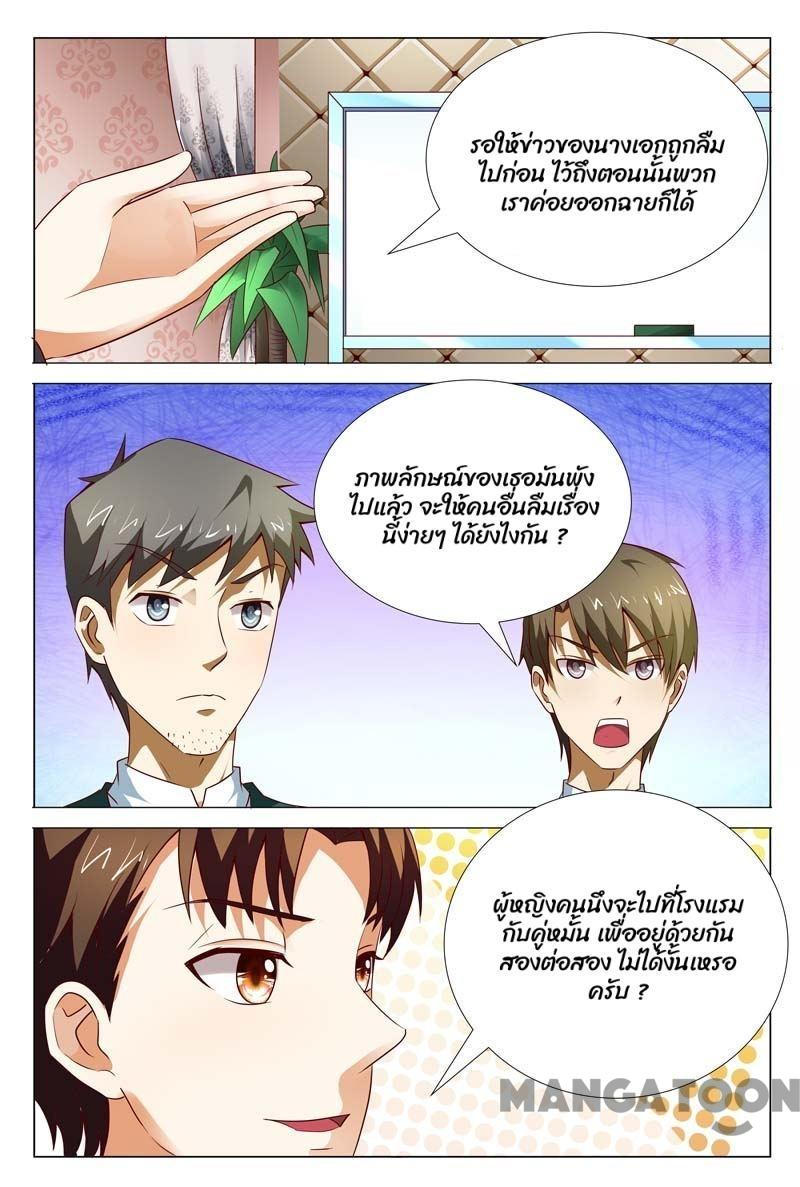 รอให้ข่าวของนางเอกถูกลืม
ไปก่อน ไว้ถึงตอนนั้นพวก
เราค่อยออกฉายก็ได้
ภาพลักษณ์ของเธอมันพัง
ไปแล้ว จะให้คนอื่นลืมเรื่อง
นี้ง่ายๆ ได้ยังไงกัน ?
ผู้หญิงคนนึงจะไปที่โรงแรม
กับคู่หมั้น เพื่ออยู่ด้วยกัน
สองต่อสอง ไม่ได้งั้นเหรอ
ครับ ?
MANGATOON